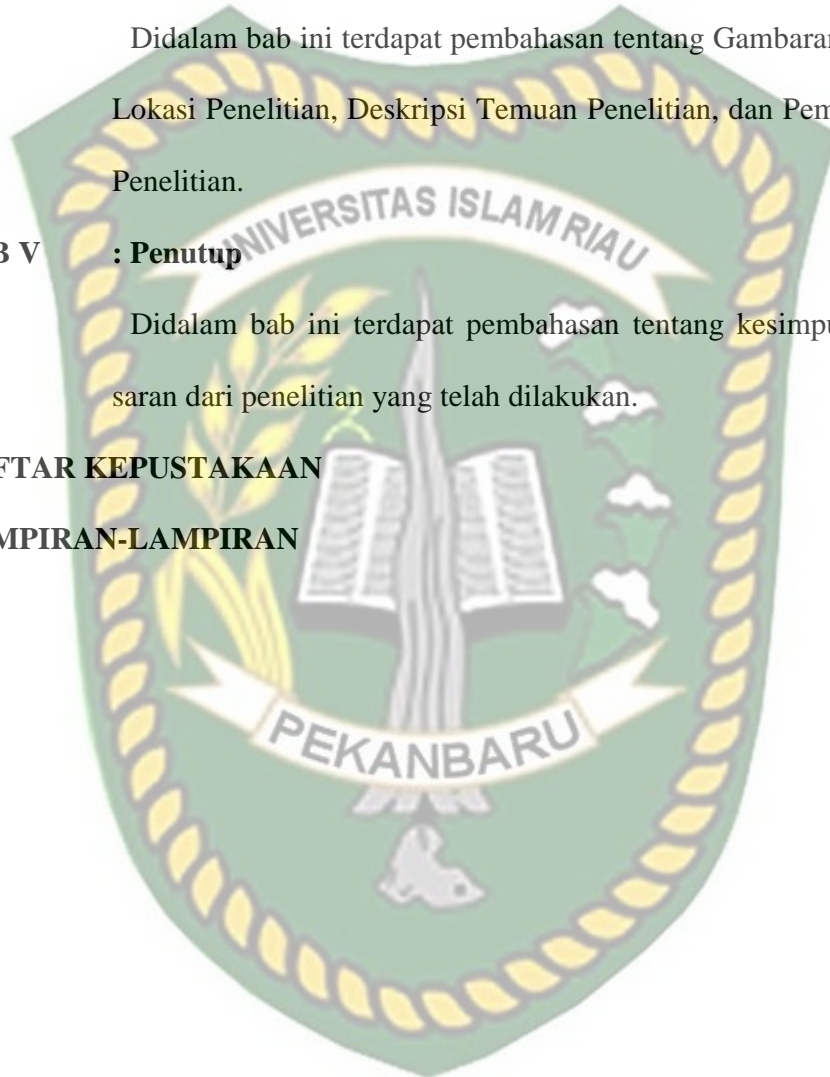 Didalam bab ini terdapat pembahasan tentang Gambaran
Lokasi Penelitian, Deskripsi Temuan Penelitian, dan Pem
Penelitian.
B V : Penutup
Didalam bab ini terdapat pembahasan tentang kesimpu
saran dari penelitian yang telah dilakukan.
FTAR KEPUSTAKAAN
MPIRAN-LAMPIRAN
UNIVERSITAS ISLAM RIAU
PEKANBARU